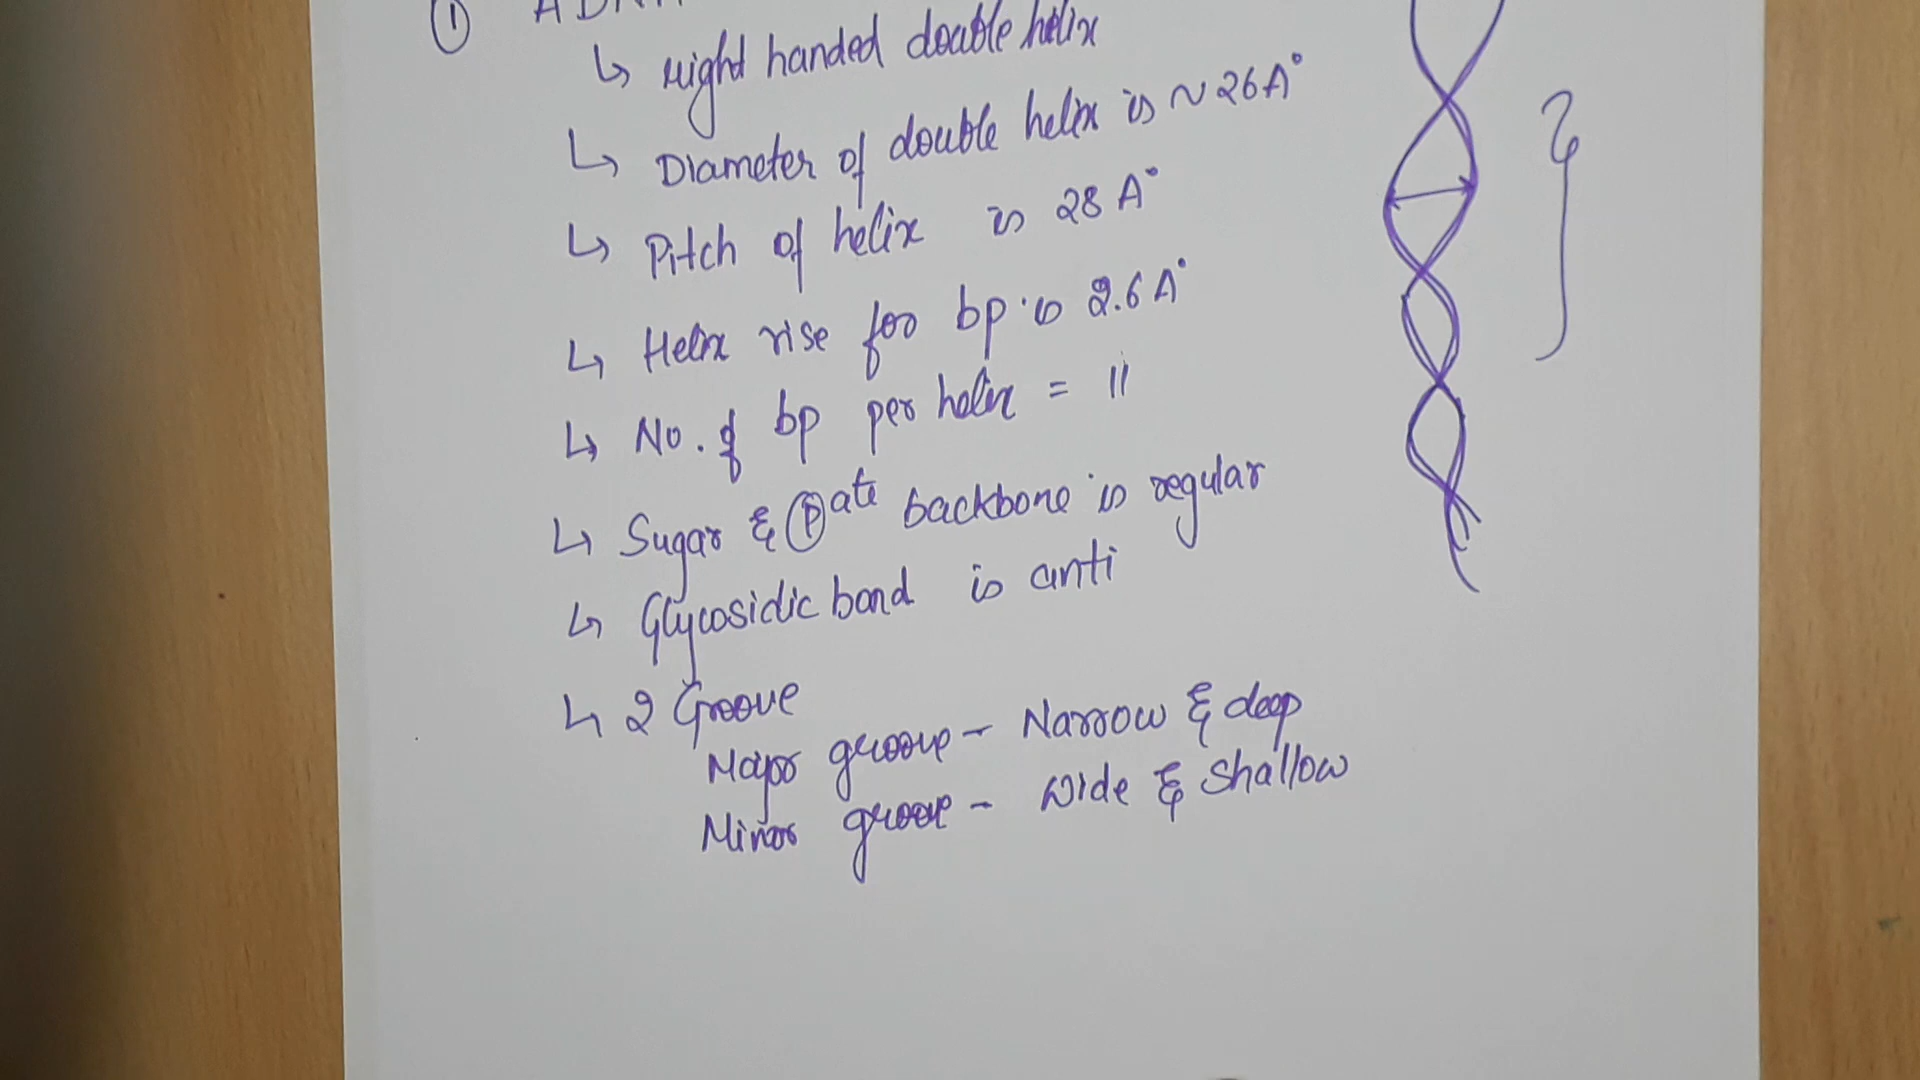 ① A DNA
↳ right handed double helix
↳ Diameter of double helix is ~ 26A°
↳ Pitch of helix is 28 A°
↳ Helix rise for bp is 2.6 A°
↳ No. of bp per helix = 11
↳ Sugar & Ⓟate backbone is regular
↳ Glycosidic bond is anti
↳ 2 Groove
Major groove - Narrow & deep
Minor groove - Wide & shallow